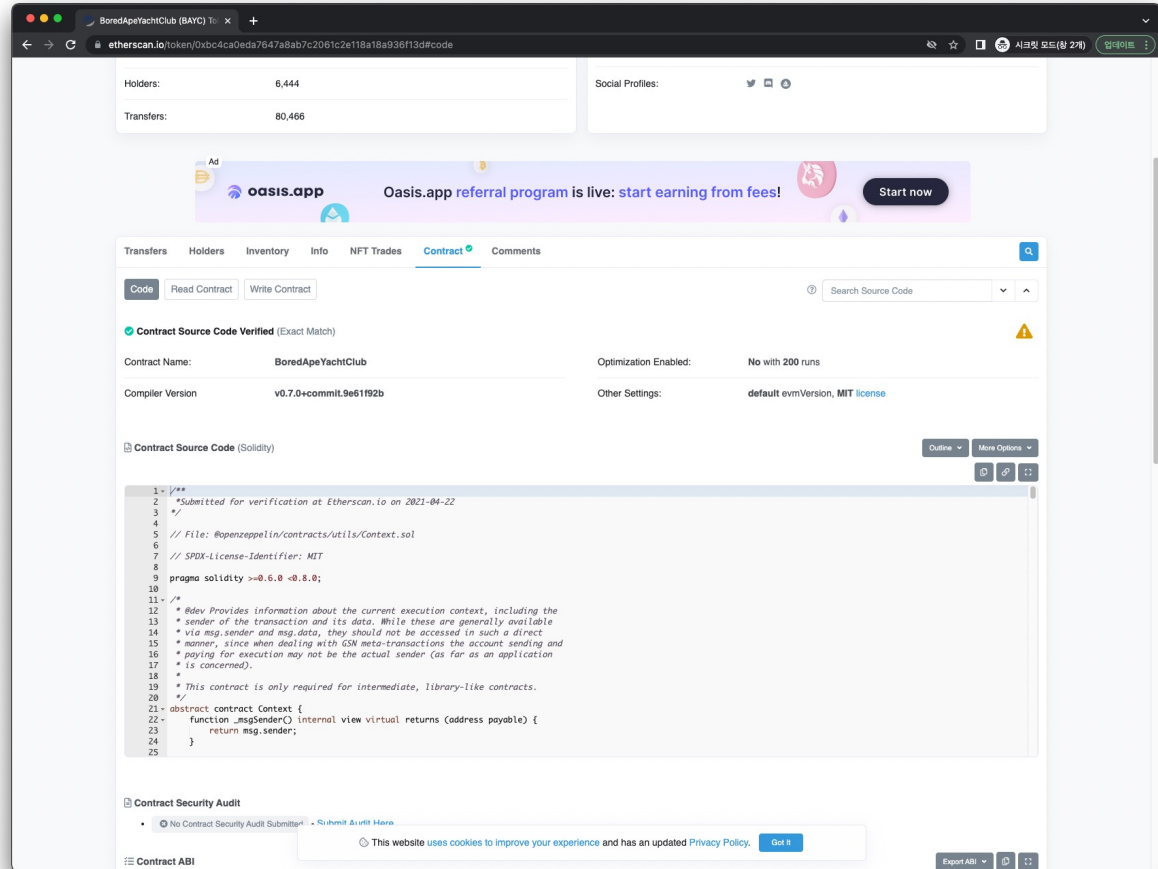 BoredApeYachtClub (BAYC) To
etherscan.io/token/0xbc4ca0eda7647a8ab7c2061c2e118a18a936f13d#code
시크릿 모드(창 2개)
업데이트
Holders: 6,444
Social Profiles:
Transfers: 80,466
Ad
oasis.app
Oasis.app referral program is live: start earning from fees!
Start now
Transfers Holders Inventory Info NFT Trades Contract Comments
Code Read Contract Write Contract
Search Source Code
Contract Source Code Verified (Exact Match)
Contract Name: BoredApeYachtClub
Optimization Enabled: No with 200 runs
Compiler Version v0.7.0+commit.9e61f92b
Other Settings: default evmVersion, MIT license
Contract Source Code (Solidity)
Outline More Options
1 /**
2 *Submitted for verification at Etherscan.io on 2021-04-22
3 */
4
5 // File: @openzeppelin/contracts/utils/Context.sol
6
7 // SPDX-License-Identifier: MIT
8
9 pragma solidity >=0.6.0 <0.8.0;
10
11 /*
12 * @dev Provides information about the current execution context, including the
13 * sender of the transaction and its data. While these are generally available
14 * via msg.sender and msg.data, they should not be accessed in such a direct
15 * manner, since when dealing with GSN meta-transactions the account sending and
16 * paying for execution may not be the actual sender (as far as an application
17 * is concerned).
18 *
19 * This contract is only required for intermediate, library-like contracts.
20 */
21 abstract contract Context {
22 function _msgSender() internal view virtual returns (address payable) {
23 return msg.sender;
24 }
25
Contract Security Audit
No Contract Security Audit Submitted - Submit Audit Here
This website uses cookies to improve your experience and has an updated Privacy Policy.
Got It
Contract ABI
Export ABI